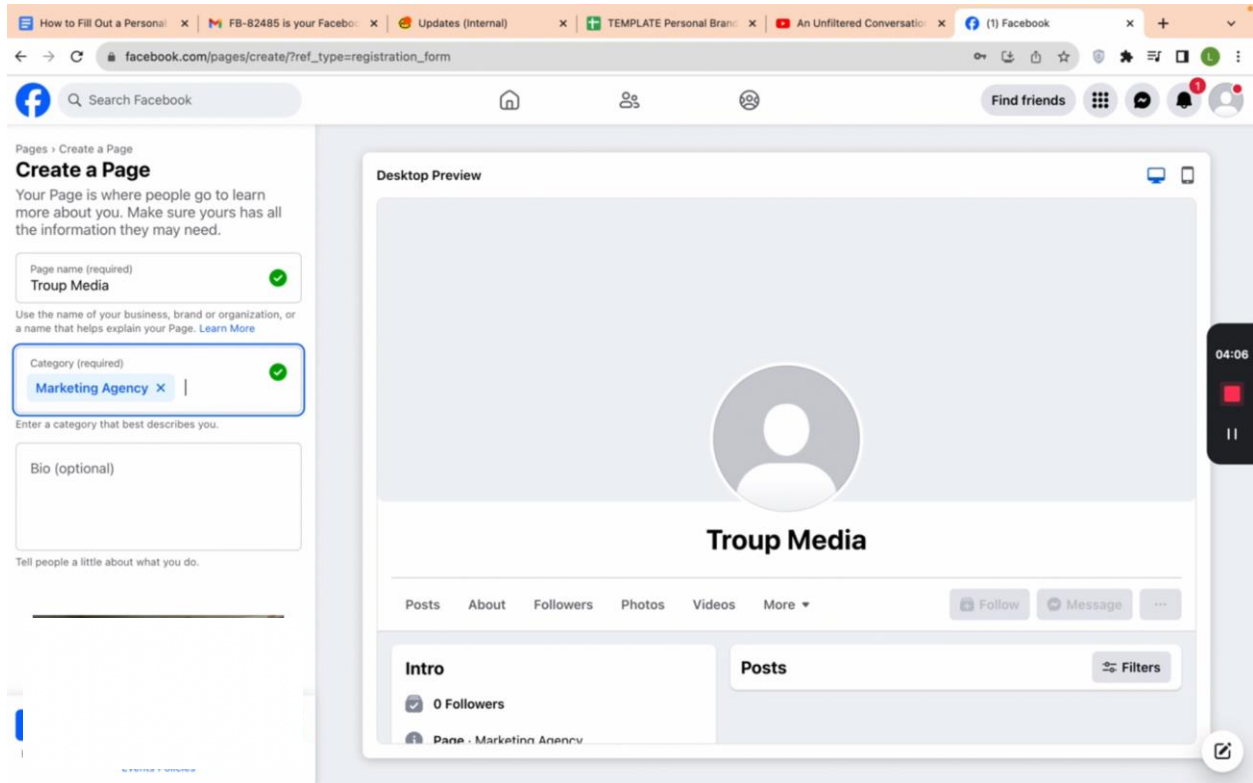 How to Fill Out a Personal
FB-82485 is your Faceboo
Updates (Internal)
TEMPLATE Personal Bran
An Unfiltered Conversatio
(1) Facebook
facebook.com/pages/create/?ref_type=registration_form
L
Search Facebook
Find friends
1
Pages › Create a Page
Create a Page
Your Page is where people go to learn
more about you. Make sure yours has all
the information they may need.
Page name (required)
Troup Media
Use the name of your business, brand or organization, or
a name that helps explain your Page. Learn More
Category (required)
Marketing Agency
Enter a category that best describes you.
Bio (optional)
Tell people a little about what you do.
Desktop Preview
Troup Media
Posts About Followers Photos Videos More
Follow
Message
Intro
0 Followers
Page · Marketing Agency
Posts
Filters
04:06